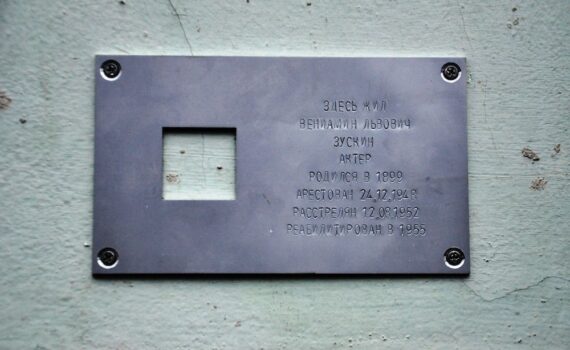 ЗДЕСЬ ЖИЛ
ВЕНИАМИН ЛЬВОВИЧ
ЗУСКИН
АКТЕР
РОДИЛСЯ В 1899
АРЕСТОВАН 24.12.1948
РАССТРЕЛЯН 12.08.1952
РЕАБИЛИТИРОВАН В 1955